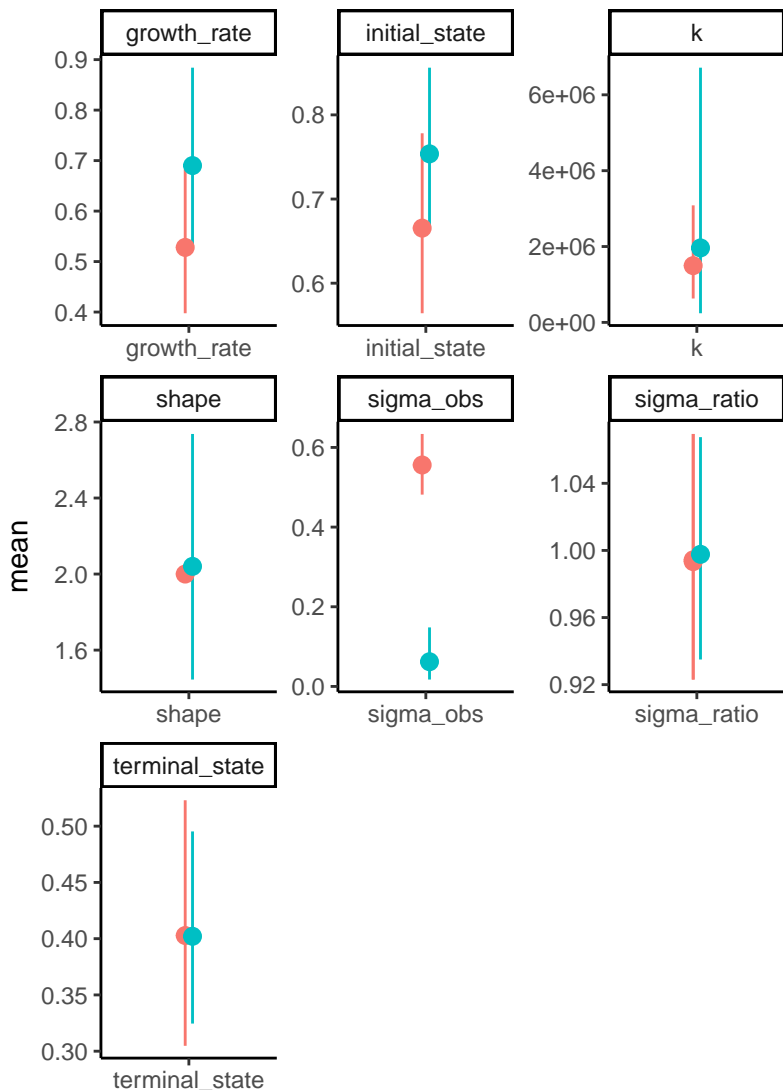 growth_rate
initial_state
k
0.9
0.8
0.7
0.6
0.5
0.4
0.8
0.7
0.6
6e+06
4e+06
2e+06
0e+00
growth_rate
initial_state
k
shape
sigma_obs
sigma_ratio
2.8
2.4
2.0
1.6
0.6
0.4
0.2
0.0
1.04
1.00
0.96
0.92
shape
sigma_obs
sigma_ratio
mean
terminal_state
0.50
0.45
0.40
0.35
0.30
terminal_state